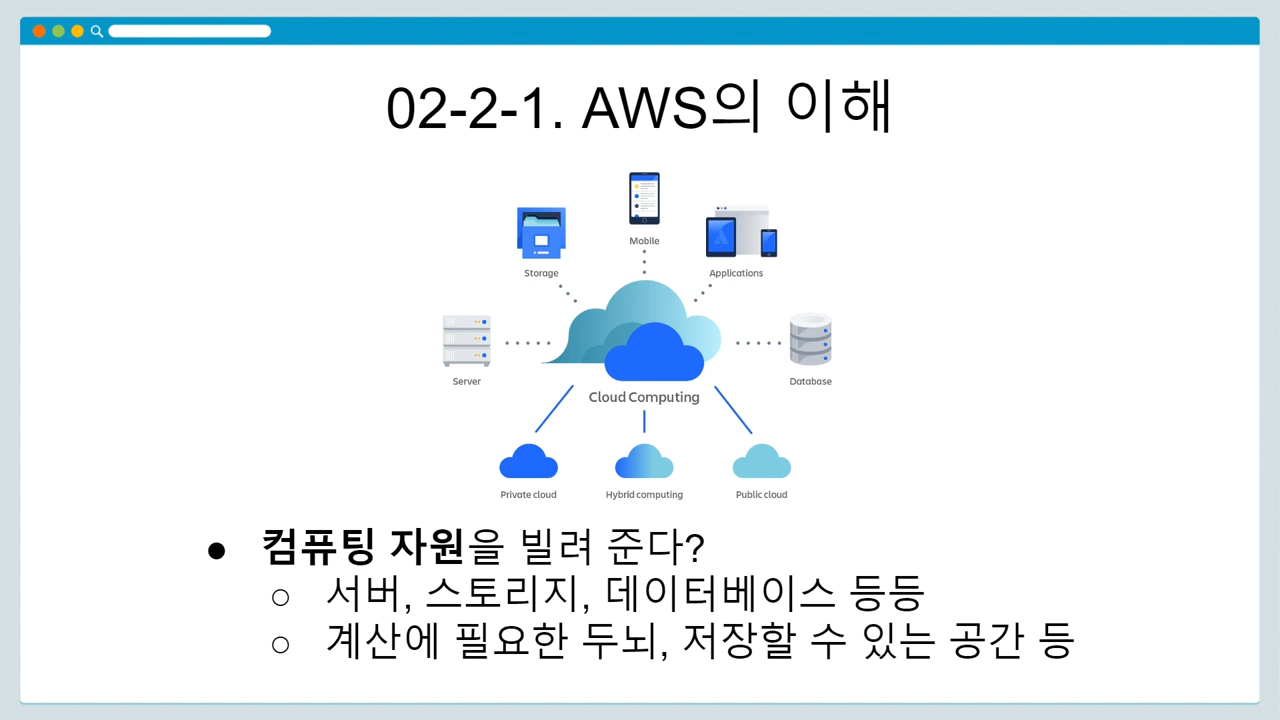 02-2-1. AWS의 이해
Mobile
Storage
Applications
Server
Database
Cloud Computing
Private cloud
Hybrid computing
Public cloud
● 컴퓨팅 자원을 빌려 준다?
○ 서버, 스토리지, 데이터베이스 등등
○ 계산에 필요한 두뇌, 저장할 수 있는 공간 등